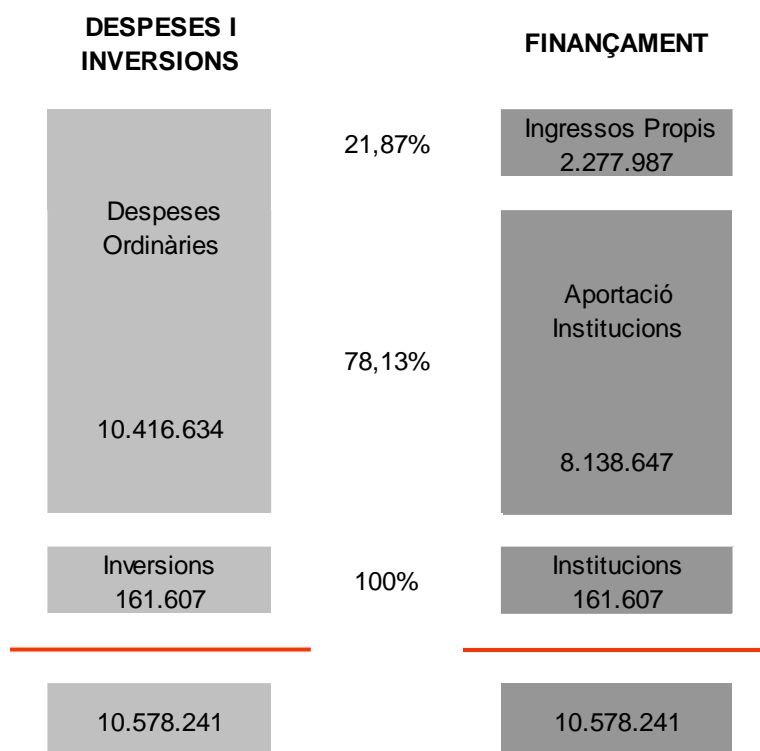 DESPESES I
INVERSIONS
FINANÇAMENT
21,87%
Ingressos Propis
2.277.987
Despeses
Ordinàries
10.416.634
78,13%
Aportació
Institucions
8.138.647
Inversions
161.607
100%
Institucions
161.607
10.578.241
10.578.241